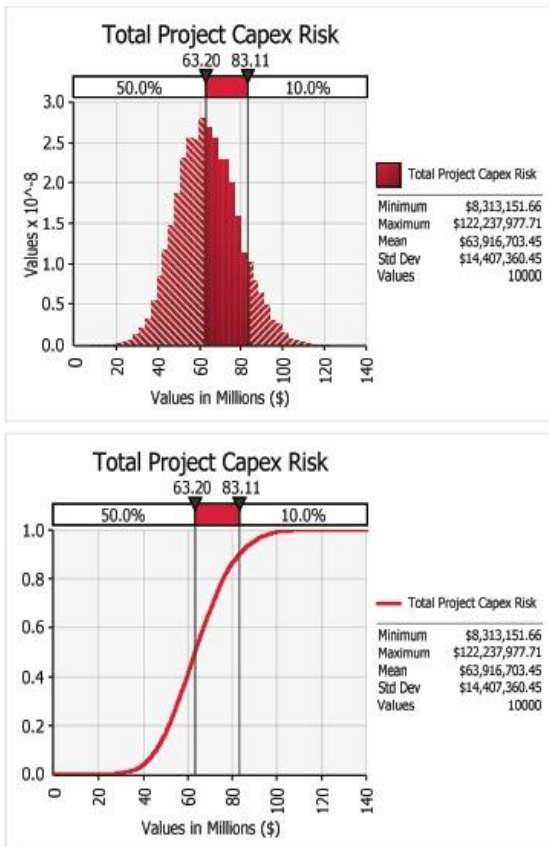 Total Project Capex Risk
63.20 83.11
50.0% 10.0%
3.0
2.5
2.0
1.5
1.0
0.5
0.0
Values x 10^-8
0 20 40 60 80 100 120 140
Values in Millions ($)
Total Project Capex Risk
Minimum $8,313,151.66
Maximum $122,237,977.71
Mean $63,916,703.45
Std Dev $14,407,360.45
Values 10000
Total Project Capex Risk
63.20 83.11
50.0% 10.0%
1.0
0.8
0.6
0.4
0.2
0.0
0 20 40 60 80 100 120 140
Values in Millions ($)
Total Project Capex Risk
Minimum $8,313,151.66
Maximum $122,237,977.71
Mean $63,916,703.45
Std Dev $14,407,360.45
Values 10000